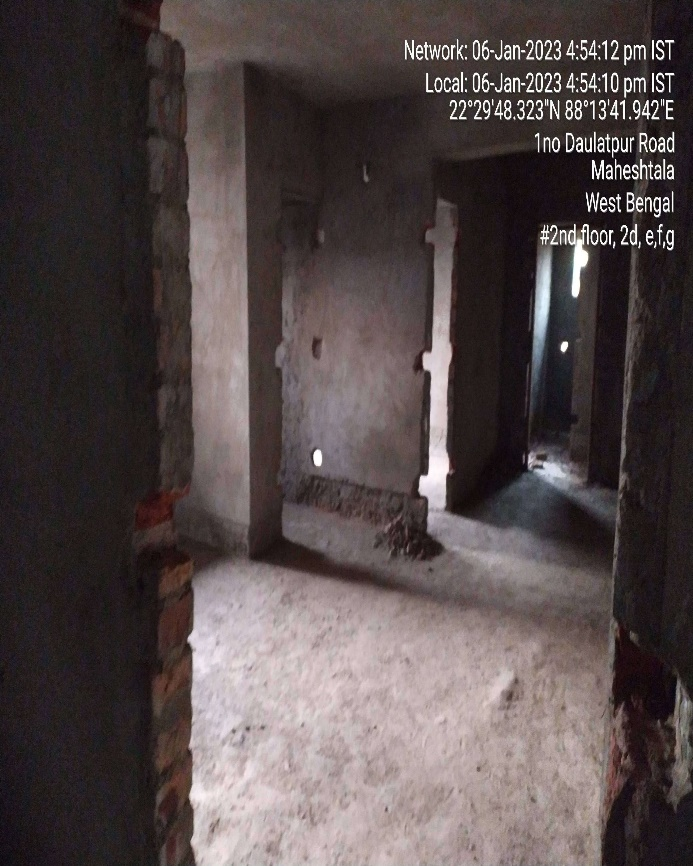 Network: 06-Jan-2023 4:54:12 pm IST
Local: 06-Jan-2023 4:54:10 pm IST
22°29'48.323"N 88°13'41.942"E
1no Daulatpur Road
Maheshtala
West Bengal
#2nd floor, 2d, e,f,g